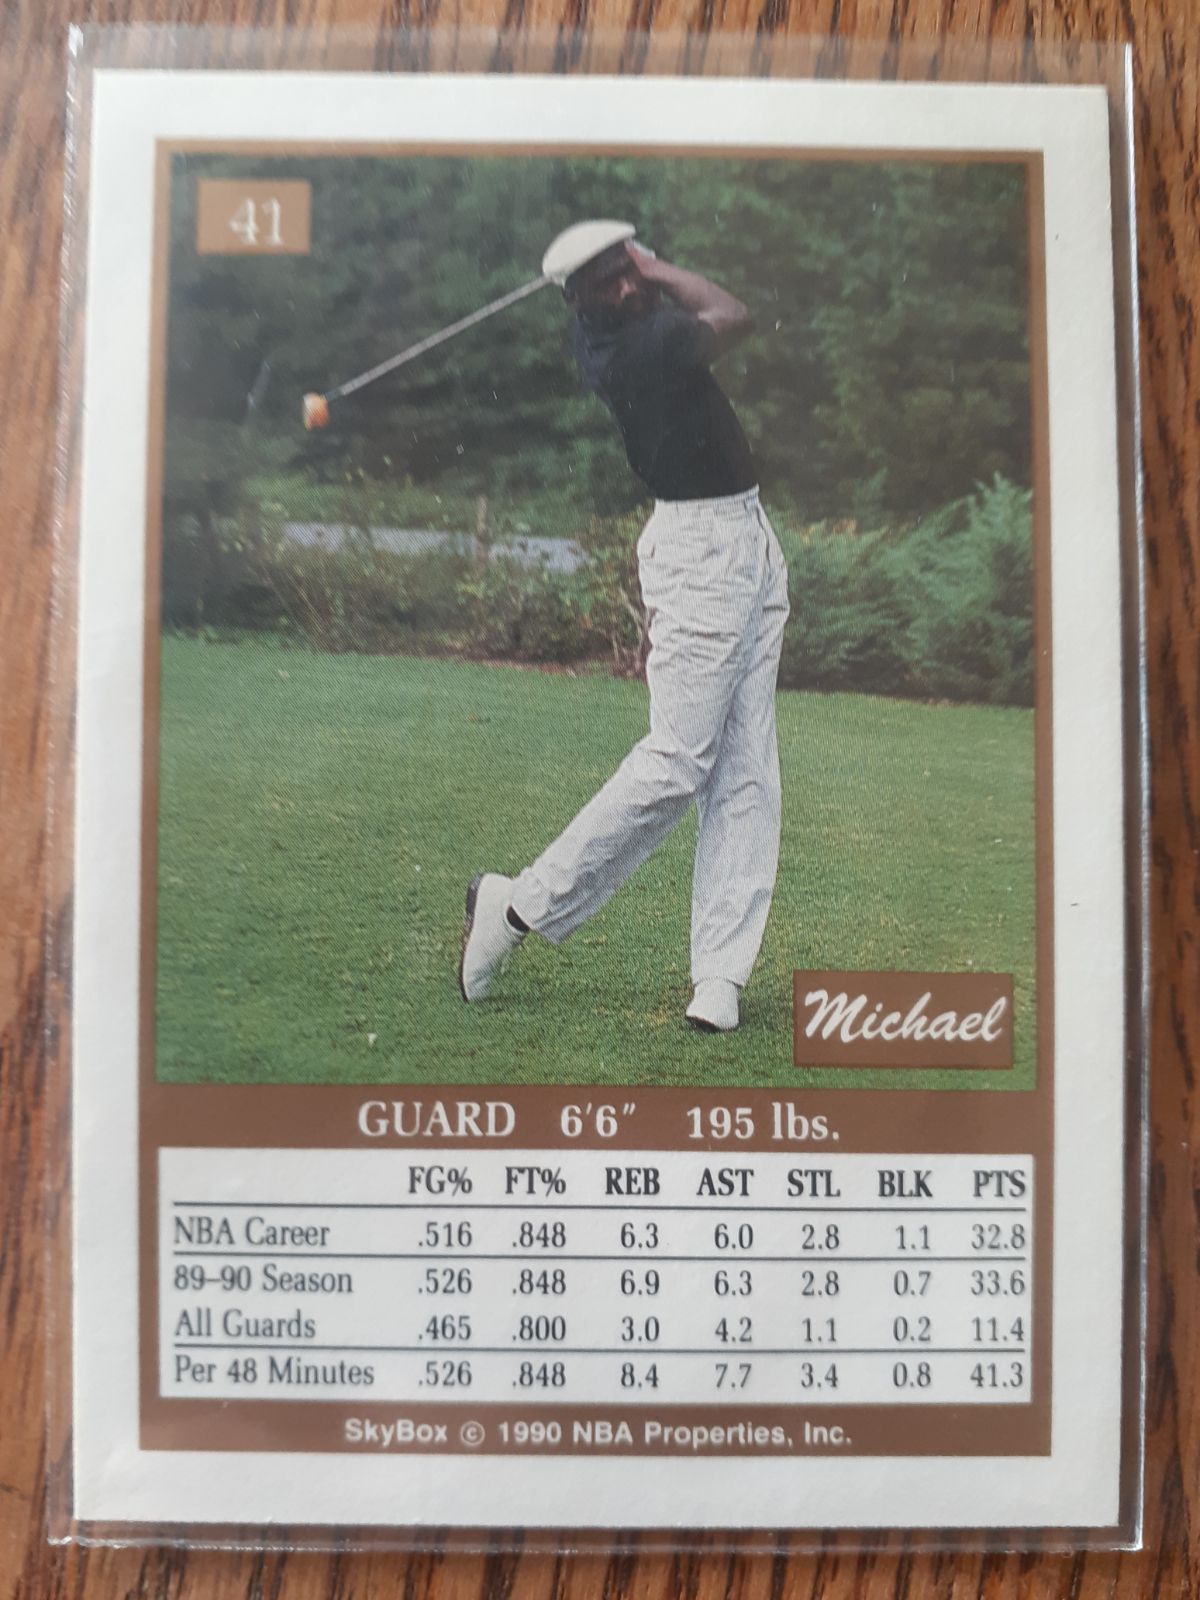 41
Michael
GUARD 6'6" 195 lbs.
FG% FT% REB AST STL BLK PTS
NBA Career .516 .848 6.3 6.0 2.8 1.1 32.8
89–90 Season .526 .848 6.9 6.3 2.8 0.7 33.6
All Guards .465 .800 3.0 4.2 1.1 0.2 11.4
Per 48 Minutes .526 .848 8.4 7.7 3.4 0.8 41.3
SkyBox © 1990 NBA Properties, Inc.